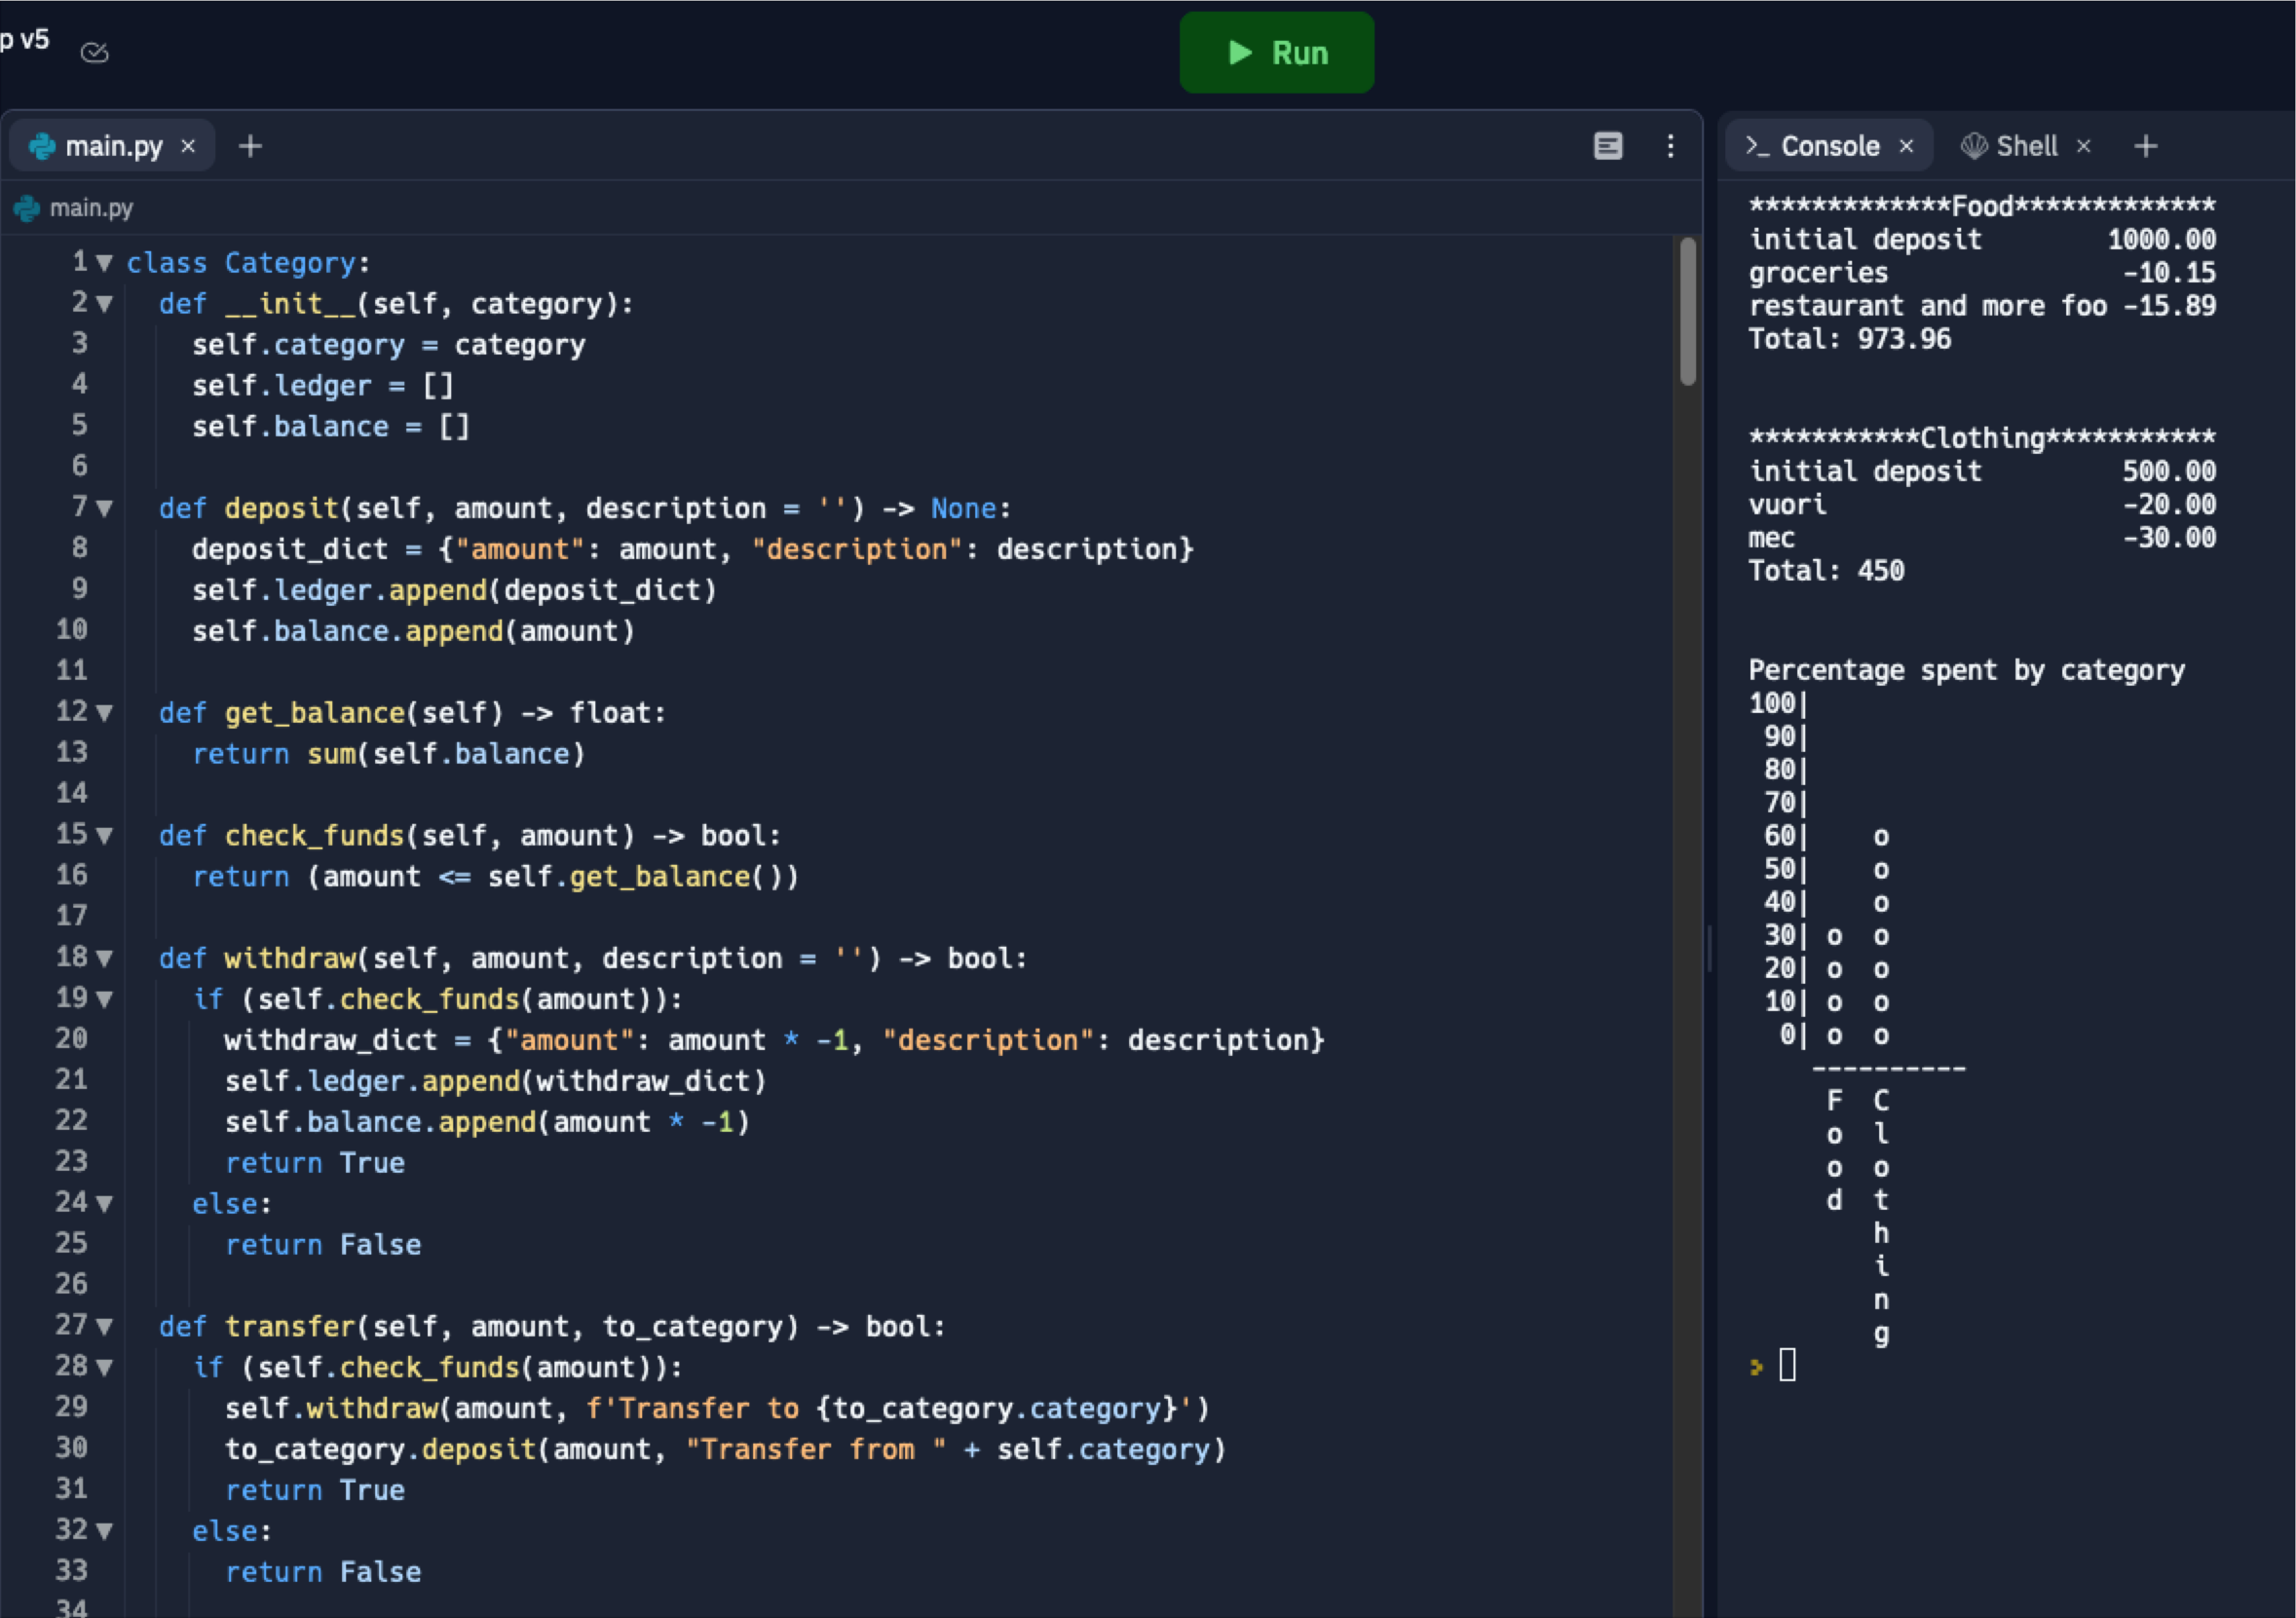 p v5
Run
main.py
main.py
1 class Category:
2   def __init__(self, category):
3     self.category = category
4     self.ledger = []
5     self.balance = []
6
7   def deposit(self, amount, description = '') -> None:
8     deposit_dict = {"amount": amount, "description": description}
9     self.ledger.append(deposit_dict)
10     self.balance.append(amount)
11
12   def get_balance(self) -> float:
13     return sum(self.balance)
14
15   def check_funds(self, amount) -> bool:
16     return (amount <= self.get_balance())
17
18   def withdraw(self, amount, description = '') -> bool:
19     if (self.check_funds(amount)):
20       withdraw_dict = {"amount": amount * -1, "description": description}
21       self.ledger.append(withdraw_dict)
22       self.balance.append(amount * -1)
23       return True
24     else:
25       return False
26
27   def transfer(self, amount, to_category) -> bool:
28     if (self.check_funds(amount)):
29       self.withdraw(amount, f'Transfer to {to_category.category}')
30       to_category.deposit(amount, "Transfer from " + self.category)
31       return True
32     else:
33       return False
34
>_ Console
Shell
*************Food*************
initial deposit        1000.00
groceries               -10.15
restaurant and more foo -15.89
Total: 973.96
***********Clothing***********
initial deposit         500.00
vuori                   -20.00
mec                     -30.00
Total: 450
Percentage spent by category
100|
 90|
 80|
 70|
 60|    o
 50|    o
 40|    o
 30| o  o
 20| o  o
 10| o  o
  0| o  o
    ----------
     F  C
     o  l
     o  o
     d  t
        h
        i
        n
        g